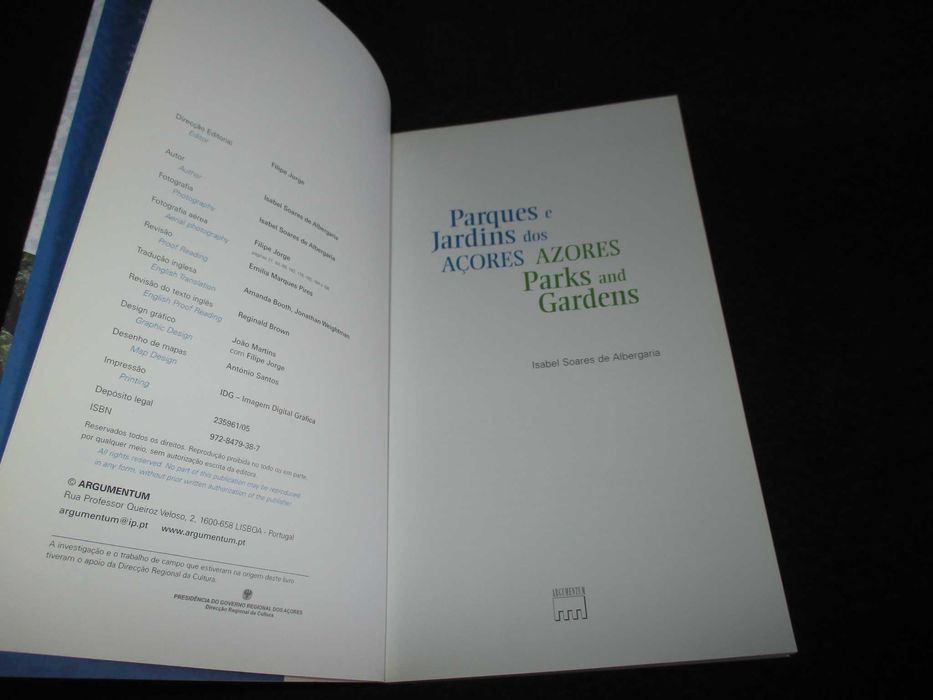 Direcção Editorial
Editor
Filipe Jorge
Autor
Author
Isabel Soares de Albergaria
Fotografia
Photography
Isabel Soares de Albergaria
Fotografia aérea
Aerial photography
Filipe Jorge
Revisão
Proof Reading
Emília Marques Pires
Tradução inglesa
English Translation
Amanda Booth, Jonathan Weightman
Revisão do texto inglês
English Proof Reading
Reginald Brown
Design gráfico
Graphic Design
João Martins
com Filipe Jorge
Desenho de mapas
Map Design
António Santos
Impressão
Printing
IDG – Imagem Digital Gráfica
Depósito legal
235961/05
ISBN
972-8479-38-7
Reservados todos os direitos. Reprodução proibida no todo ou em parte
por qualquer meio, sem autorização escrita da editora.
All rights reserved. No part of this publication may be reproduced
in any form, without prior written authorization of the publisher
© ARGUMENTUM
Rua Professor Queiroz Veloso, 2, 1600-658 LISBOA - Portugal
argumentum@ip.pt www.argumentum.pt
A investigação e o trabalho de campo que estiveram na origem deste livro
tiveram o apoio da Direcção Regional da Cultura.
PRESIDÊNCIA DO GOVERNO REGIONAL DOS AÇORES
Direcção Regional da Cultura
Parques e
Jardins dos
AÇORES AZORES
Parks and
Gardens
Isabel Soares de Albergaria
ARGUMENTUM